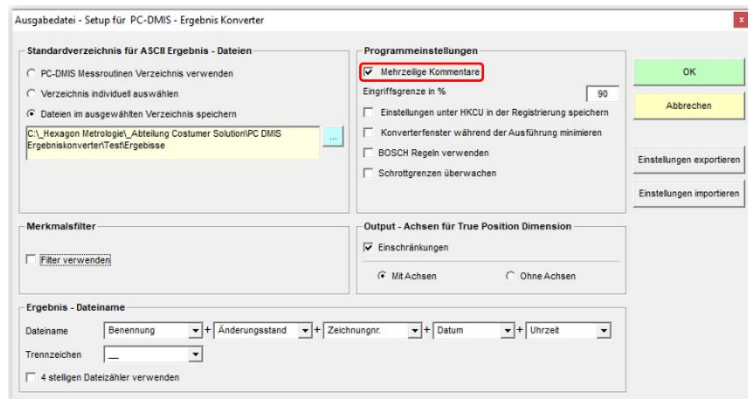 Ausgabedatei - Setup für PC-DMIS - Ergebnis Konverter
x
Standardverzeichnis für ASCII Ergebnis - Dateien
PC-DMIS Messroutinen Verzeichnis verwenden
Verzeichnis individuell auswählen
Dateien im ausgewählten Verzeichnis speichern
C:\_Hexagon Metrologie\_Abteilung Costumer Solution\PC DMIS
Ergebniskonverter\Test\Ergebisse
...
Programmeinstellungen
Mehrzeilige Kommentare
Eingriffsgrenze in % 90
Einstellungen unter HKCU in der Registrierung speichern
Konverterfenster während der Ausführung minimieren
BOSCH Regeln verwenden
Schrottgrenzen überwachen
OK
Abbrechen
Einstellungen exportieren
Einstellungen importieren
Merkmalsfilter
Filter verwenden
Output - Achsen für True Position Dimension
Einschränkungen
Mit Achsen Ohne Achsen
Ergebnis - Dateiname
Dateiname Benennung + Änderungsstand + Zeichnungnr. + Datum + Uhrzeit
Trennzeichen __
4 stelligen Dateizähler verwenden